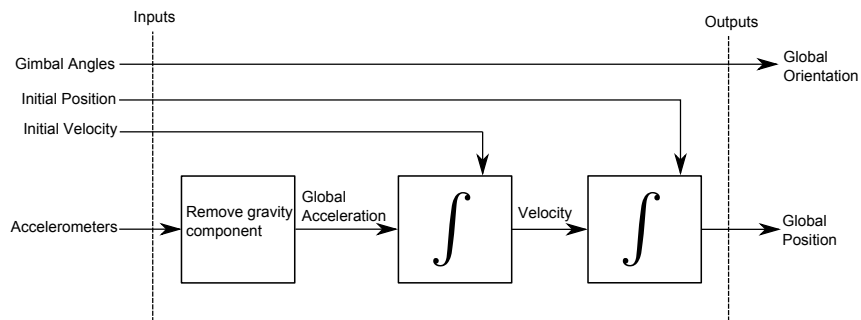 Inputs
Outputs
Gimbal Angles
Global
Orientation
Initial Position
Initial Velocity
Accelerometers
Remove gravity
component
Global
Acceleration
∫
Velocity
∫
Global
Position